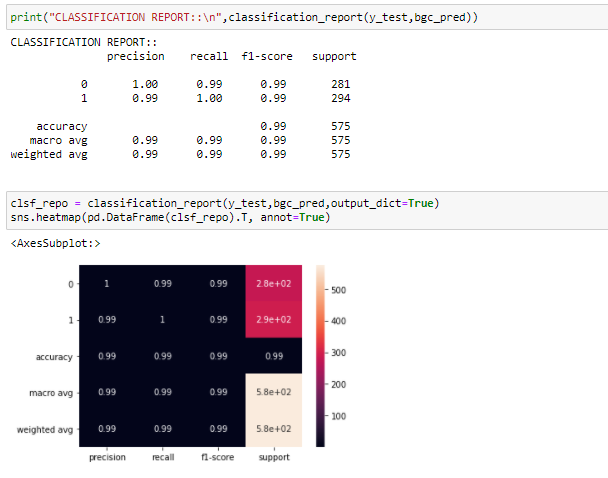 print("CLASSIFICATION REPORT::\n",classification_report(y_test,bgc_pred))
CLASSIFICATION REPORT::
precision recall f1-score support
0 1.00 0.99 0.99 281
1 0.99 1.00 0.99 294
accuracy 0.99 575
macro avg 0.99 0.99 0.99 575
weighted avg 0.99 0.99 0.99 575
clsf_repo = classification_report(y_test,bgc_pred,output_dict=True)
sns.heatmap(pd.DataFrame(clsf_repo).T, annot=True)
<AxesSubplot:>
0 1 0.99 0.99 2.8e+02
1 0.99 1 0.99 2.9e+02
accuracy 0.99 0.99 0.99 0.99
macro avg 0.99 0.99 0.99 5.8e+02
weighted avg 0.99 0.99 0.99 5.8e+02
precision recall f1-score support
500
400
300
200
100